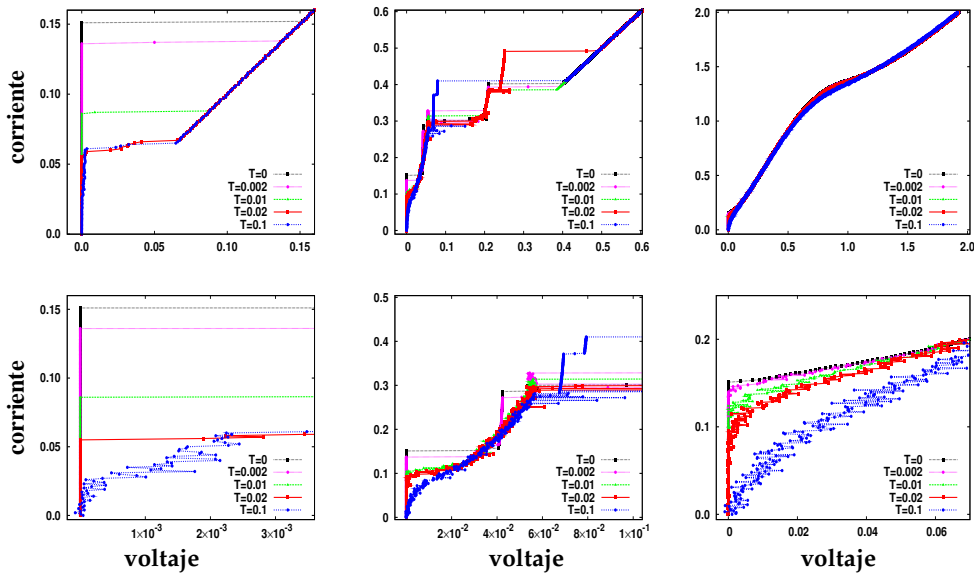 corriente
0.15
0.10
0.05
0.0
T=0
T=0.002
T=0.01
T=0.02
T=0.1
0.0 0.05 0.10 0.15
0.6
0.5
0.4
0.3
0.2
0.1
0
T=0
T=0.002
T=0.01
T=0.02
T=0.1
0 0.1 0.2 0.3 0.4 0.5 0.6
2.0
1.5
1.0
0.5
0.0
T=0
T=0.002
T=0.01
T=0.02
T=0.1
0.0 0.5 1.0 1.5 2.0
corriente
0.15
0.10
0.05
0.0
T=0
T=0.002
T=0.01
T=0.02
T=0.1
1×10⁻³ 2×10⁻³ 3×10⁻³
voltaje
0.5
0.4
0.3
0.2
0.1
0
T=0
T=0.002
T=0.01
T=0.02
T=0.1
2×10⁻² 4×10⁻² 6×10⁻² 8×10⁻² 1×10⁻¹
voltaje
0.2
0.1
0.0
T=0
T=0.002
T=0.01
T=0.02
T=0.1
0.0 0.02 0.04 0.06
voltaje